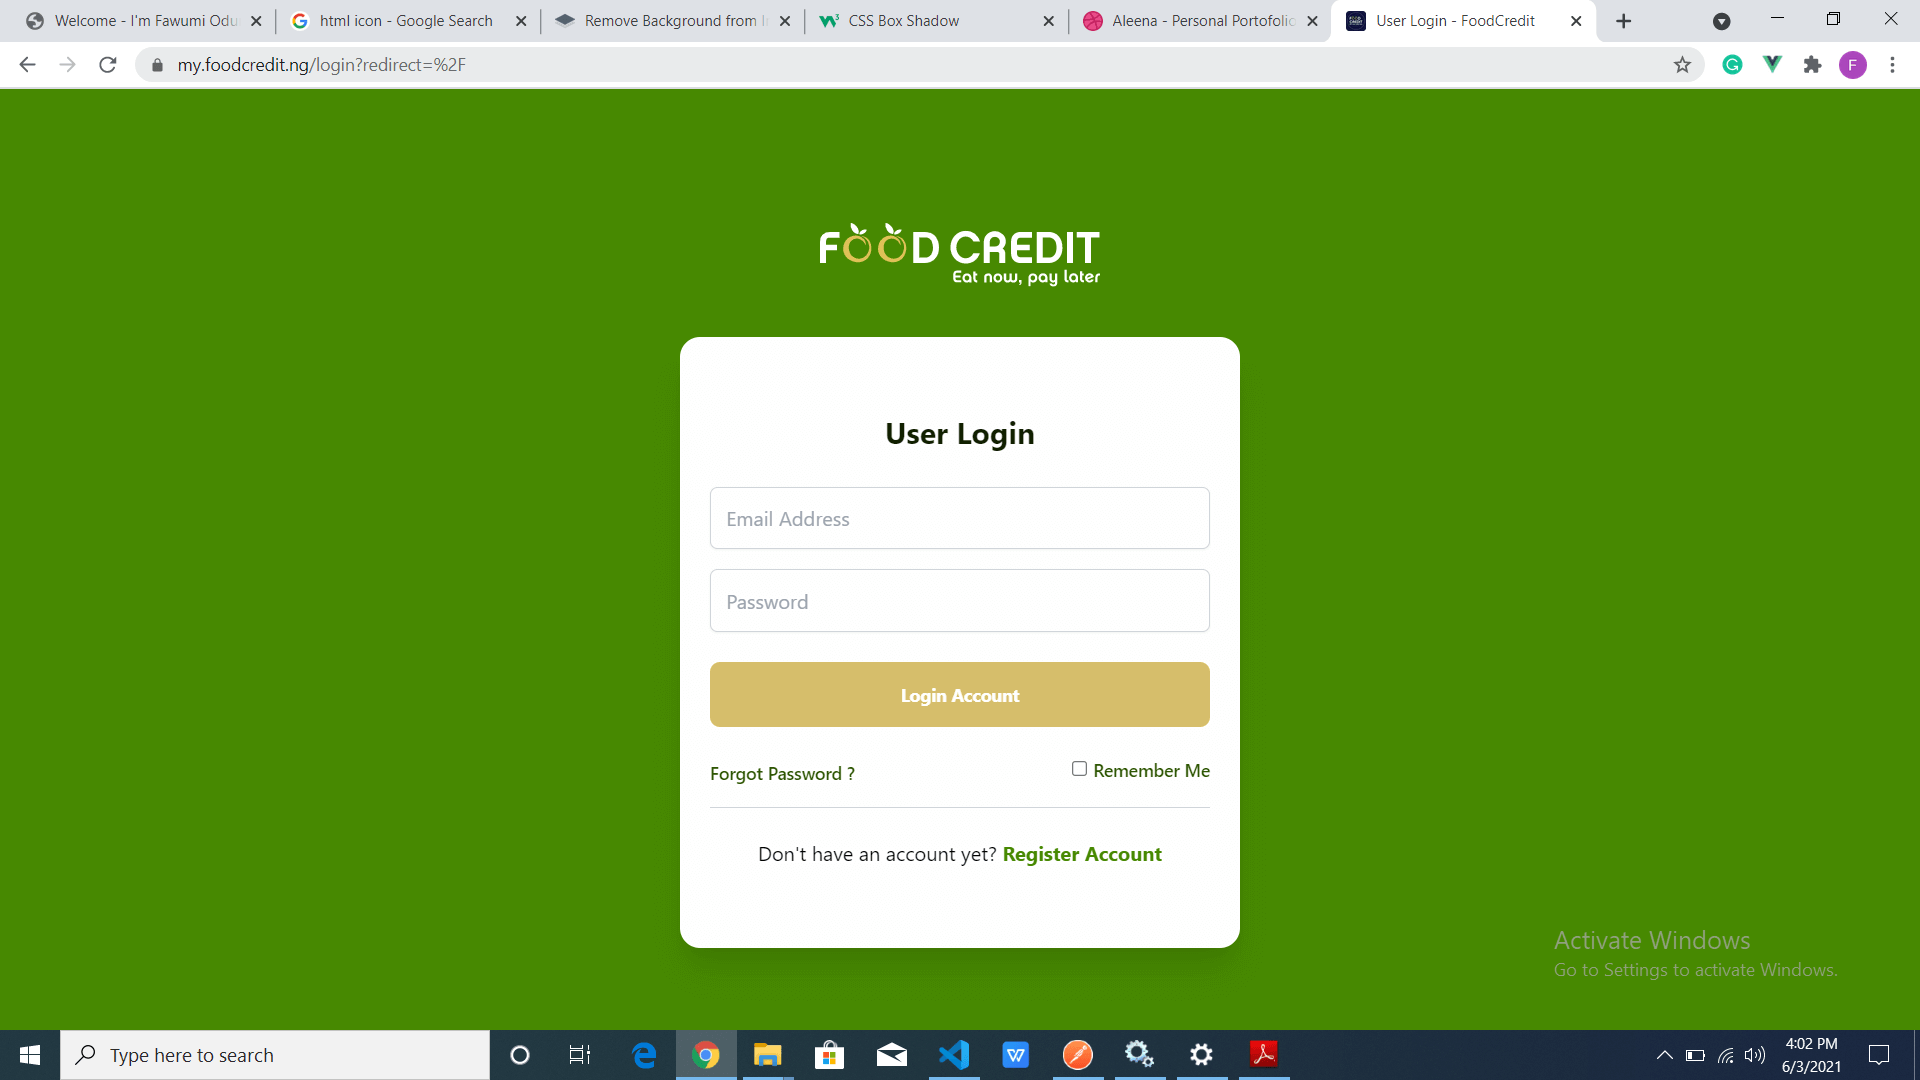 Welcome - I'm Fawumi Odu
html icon - Google Search
Remove Background from I
CSS Box Shadow
Aleena - Personal Portofolio
User Login - FoodCredit
my.foodcredit.ng/login?redirect=%2F
F
FOOD CREDIT
Eat now, pay later
User Login
Email Address
Password
Login Account
Forgot Password ?
Remember Me
Don't have an account yet? Register Account
Activate Windows
Go to Settings to activate Windows.
Type here to search
4:02 PM
6/3/2021